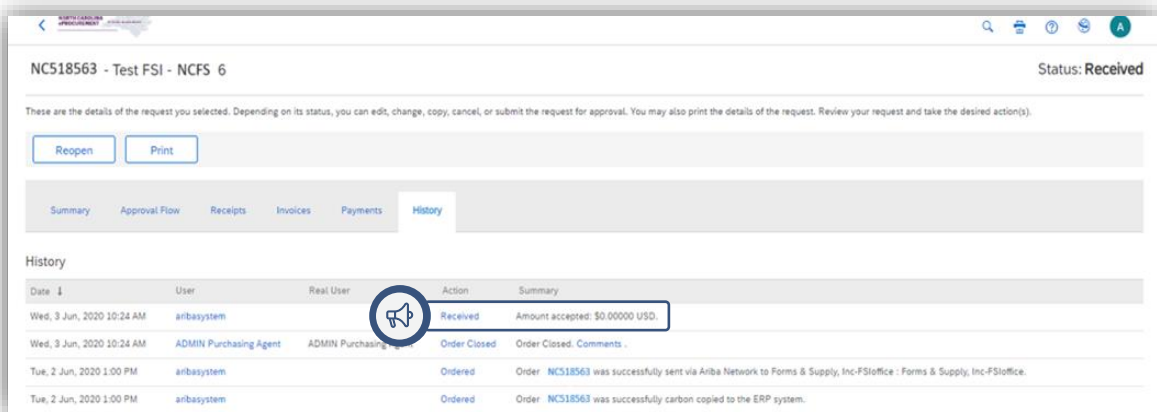 NORTH CAROLINA
ePROCUREMENT
A
NC518563 - Test FSI - NCFS 6
Status: Received
These are the details of the request you selected. Depending on its status, you can edit, change, copy, cancel, or submit the request for approval. You may also print the details of the request. Review your request and take the desired action(s).
Reopen Print
Summary Approval Flow Receipts Invoices Payments History
History
Date ↓ User Real User Action Summary
Wed, 3 Jun, 2020 10:24 AM aribasystem Received Amount accepted: $0.00000 USD.
Wed, 3 Jun, 2020 10:24 AM ADMIN Purchasing Agent ADMIN Purchasing Order Closed Order Closed. Comments .
Tue, 2 Jun, 2020 1:00 PM aribasystem Ordered Order NC518563 was successfully sent via Ariba Network to Forms & Supply, Inc-FSIoffice : Forms & Supply, Inc-FSIoffice.
Tue, 2 Jun, 2020 1:00 PM aribasystem Ordered Order NC518563 was successfully carbon copied to the ERP system.